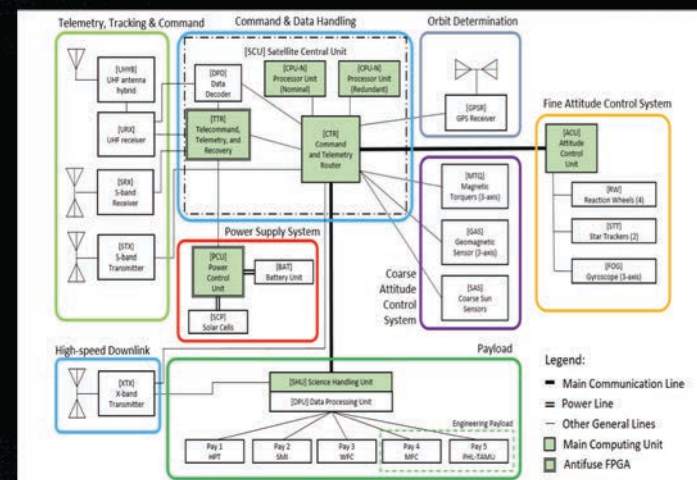 Telemetry, Tracking & Command
Command & Data Handling
Orbit Determination
[SCU] Satellite Central Unit
[UHYB]
UHF antenna
hybrid
[URX]
UHF receiver
[SRX]
S-band
Receiver
[STX]
S-band
Transmitter
[DPD]
Data
Decoder
[TTR]
Telecommand,
Telemetry, and
Recovery
[CPU-N]
Processor Unit
(Nominal)
[CPU-N]
Processor Unit
(Redundant)
[CTR]
Command
and Telemetry
Router
[GPSR]
GPS Receiver
Fine Attitude Control System
[ACU]
Attitude
Control
Unit
[RW]
Reaction Wheels (4)
[STT]
Star Trackers (2)
[FOG]
Gyroscope (3-axis)
[MTQ]
Magnetic
Torquers (3-axis)
[GAS]
Geomagnetic
Sensor (3-axis)
[SAS]
Coarse Sun
Sensors
Coarse
Attitude
Control
System
Power Supply System
[PCU]
Power
Control
Unit
[BAT]
Battery Unit
[SCP]
Solar Cells
High-speed Downlink
[XTX]
X-band
Transmitter
Payload
[SHU] Science Handling Unit
[DPU] Data Processing Unit
Engineering Payload
Pay 1
HPT
Pay 2
SMI
Pay 3
WFC
Pay 4
MFC
Pay 5
PHL-TAMU
Legend:
Main Communication Line
Power Line
Other General Lines
Main Computing Unit
Antifuse FPGA